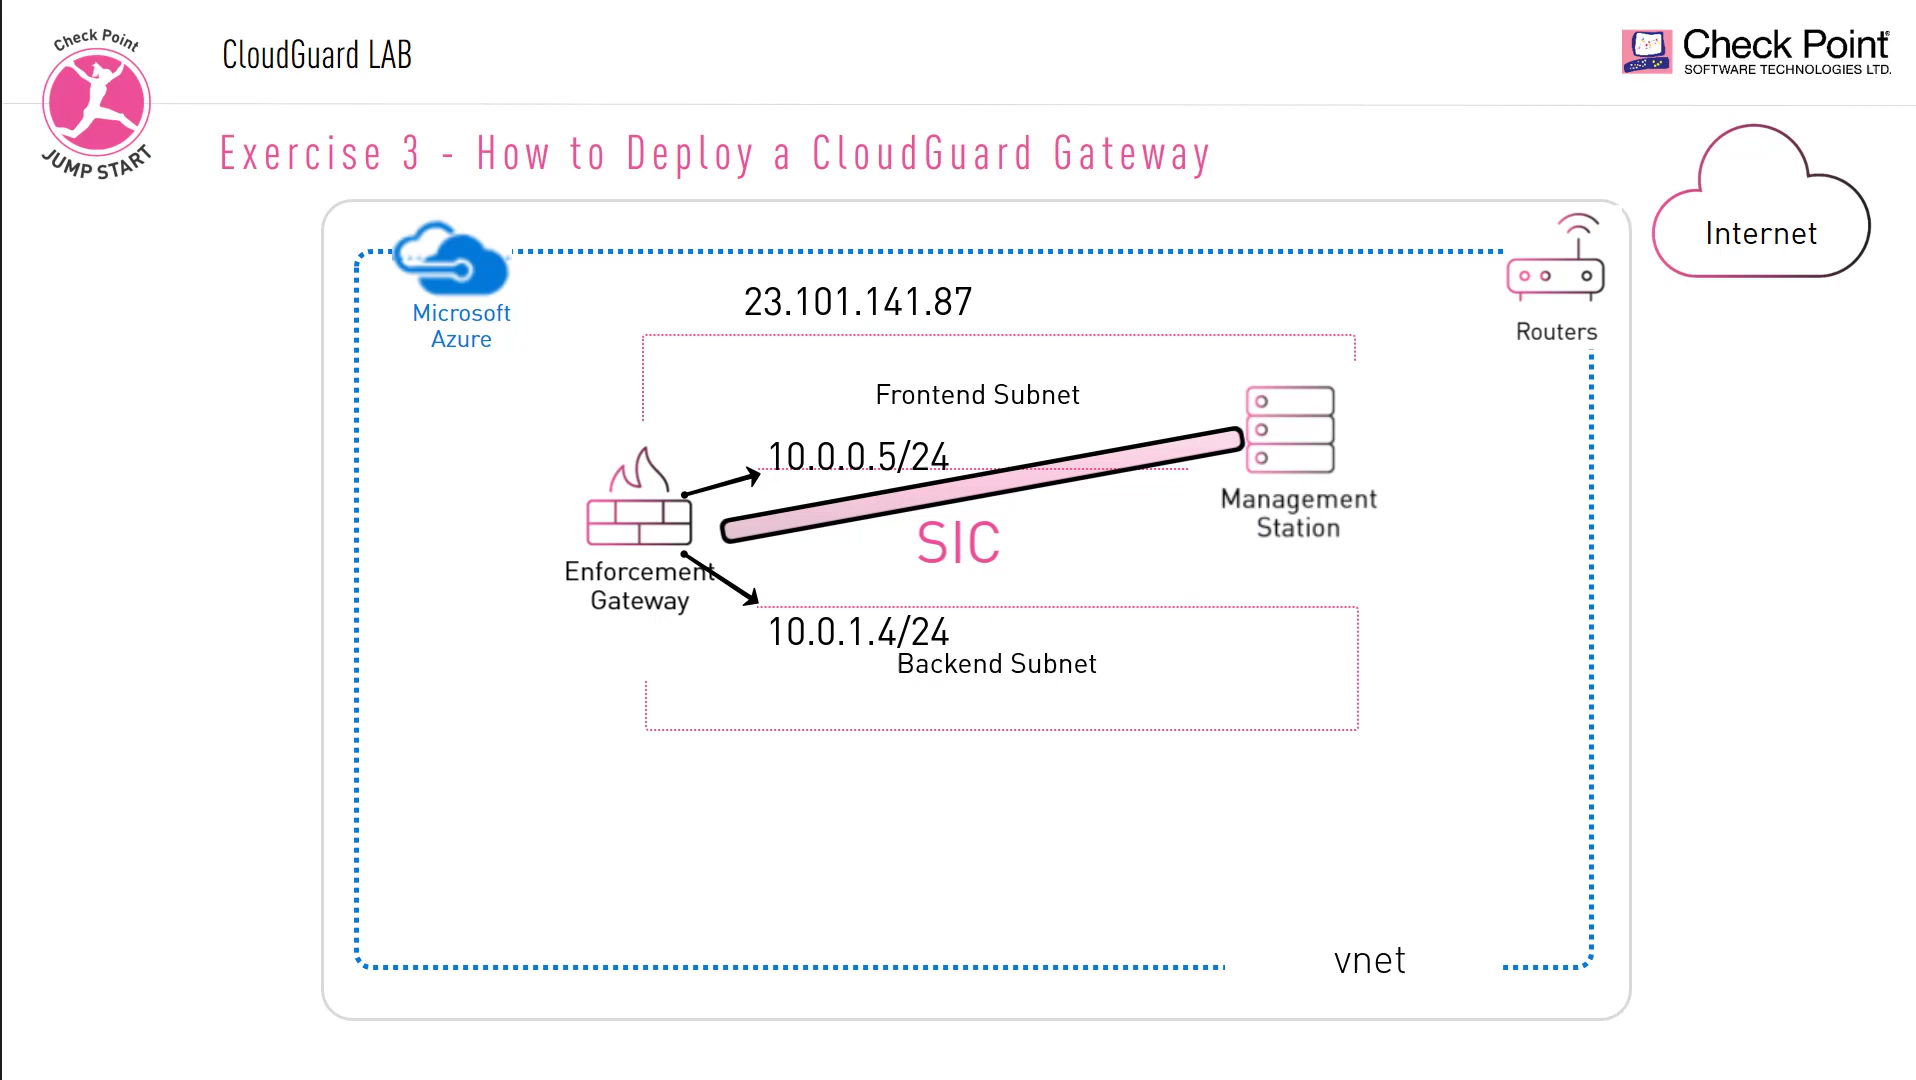 Check Point
JUMP START
CloudGuard LAB
Check Point
SOFTWARE TECHNOLOGIES LTD.
Exercise 3 - How to Deploy a CloudGuard Gateway
Internet
Microsoft
Azure
23.101.141.87
Routers
Frontend Subnet
10.0.0.5/24
Management
Station
SIC
Enforcement
Gateway
10.0.1.4/24
Backend Subnet
vnet